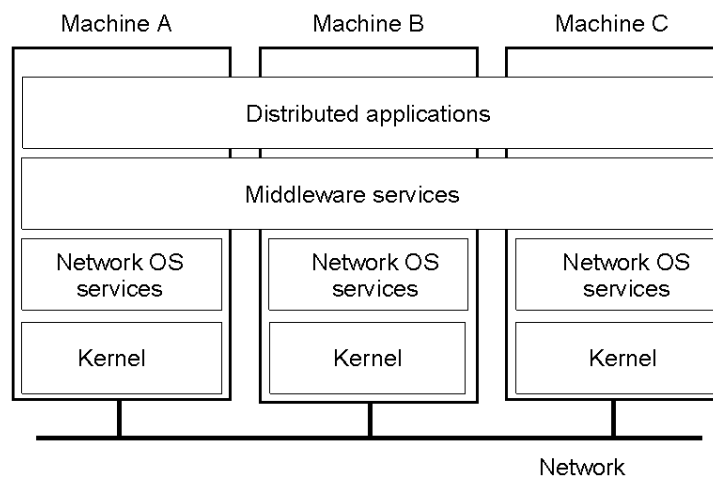 Machine A
Machine B
Machine C
Distributed applications
Middleware services
Network OS
services
Network OS
services
Network OS
services
Kernel
Kernel
Kernel
Network